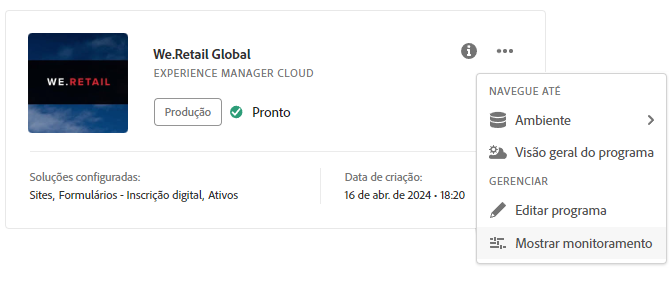 WE.RETAIL
We.Retail Global
EXPERIENCE MANAGER CLOUD
Produção
Pronto
Soluções configuradas:
Sites, Formulários - Inscrição digital, Ativos
Data de criação:
16 de abr. de 2024 • 18:20
NAVEGUE ATÉ
Ambiente
Visão geral do programa
GERENCIAR
Editar programa
Mostrar monitoramento